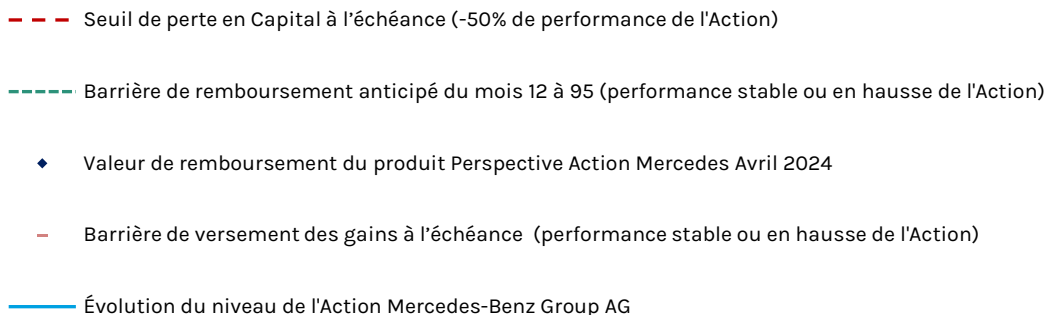 Seuil de perte en Capital à l’échéance (-50% de performance de l'Action)
Barrière de remboursement anticipé du mois 12 à 95 (performance stable ou en hausse de l'Action)
Valeur de remboursement du produit Perspective Action Mercedes Avril 2024
Barrière de versement des gains à l’échéance (performance stable ou en hausse de l'Action)
Évolution du niveau de l'Action Mercedes-Benz Group AG